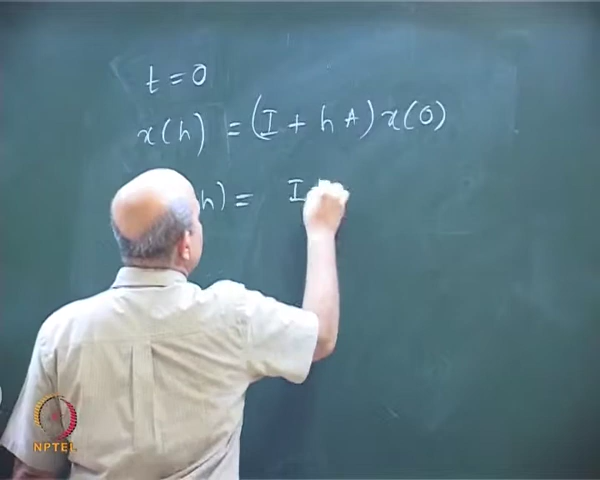 t = 0
x(h) = (I + hA)x(0)
h) = I
NPTEL